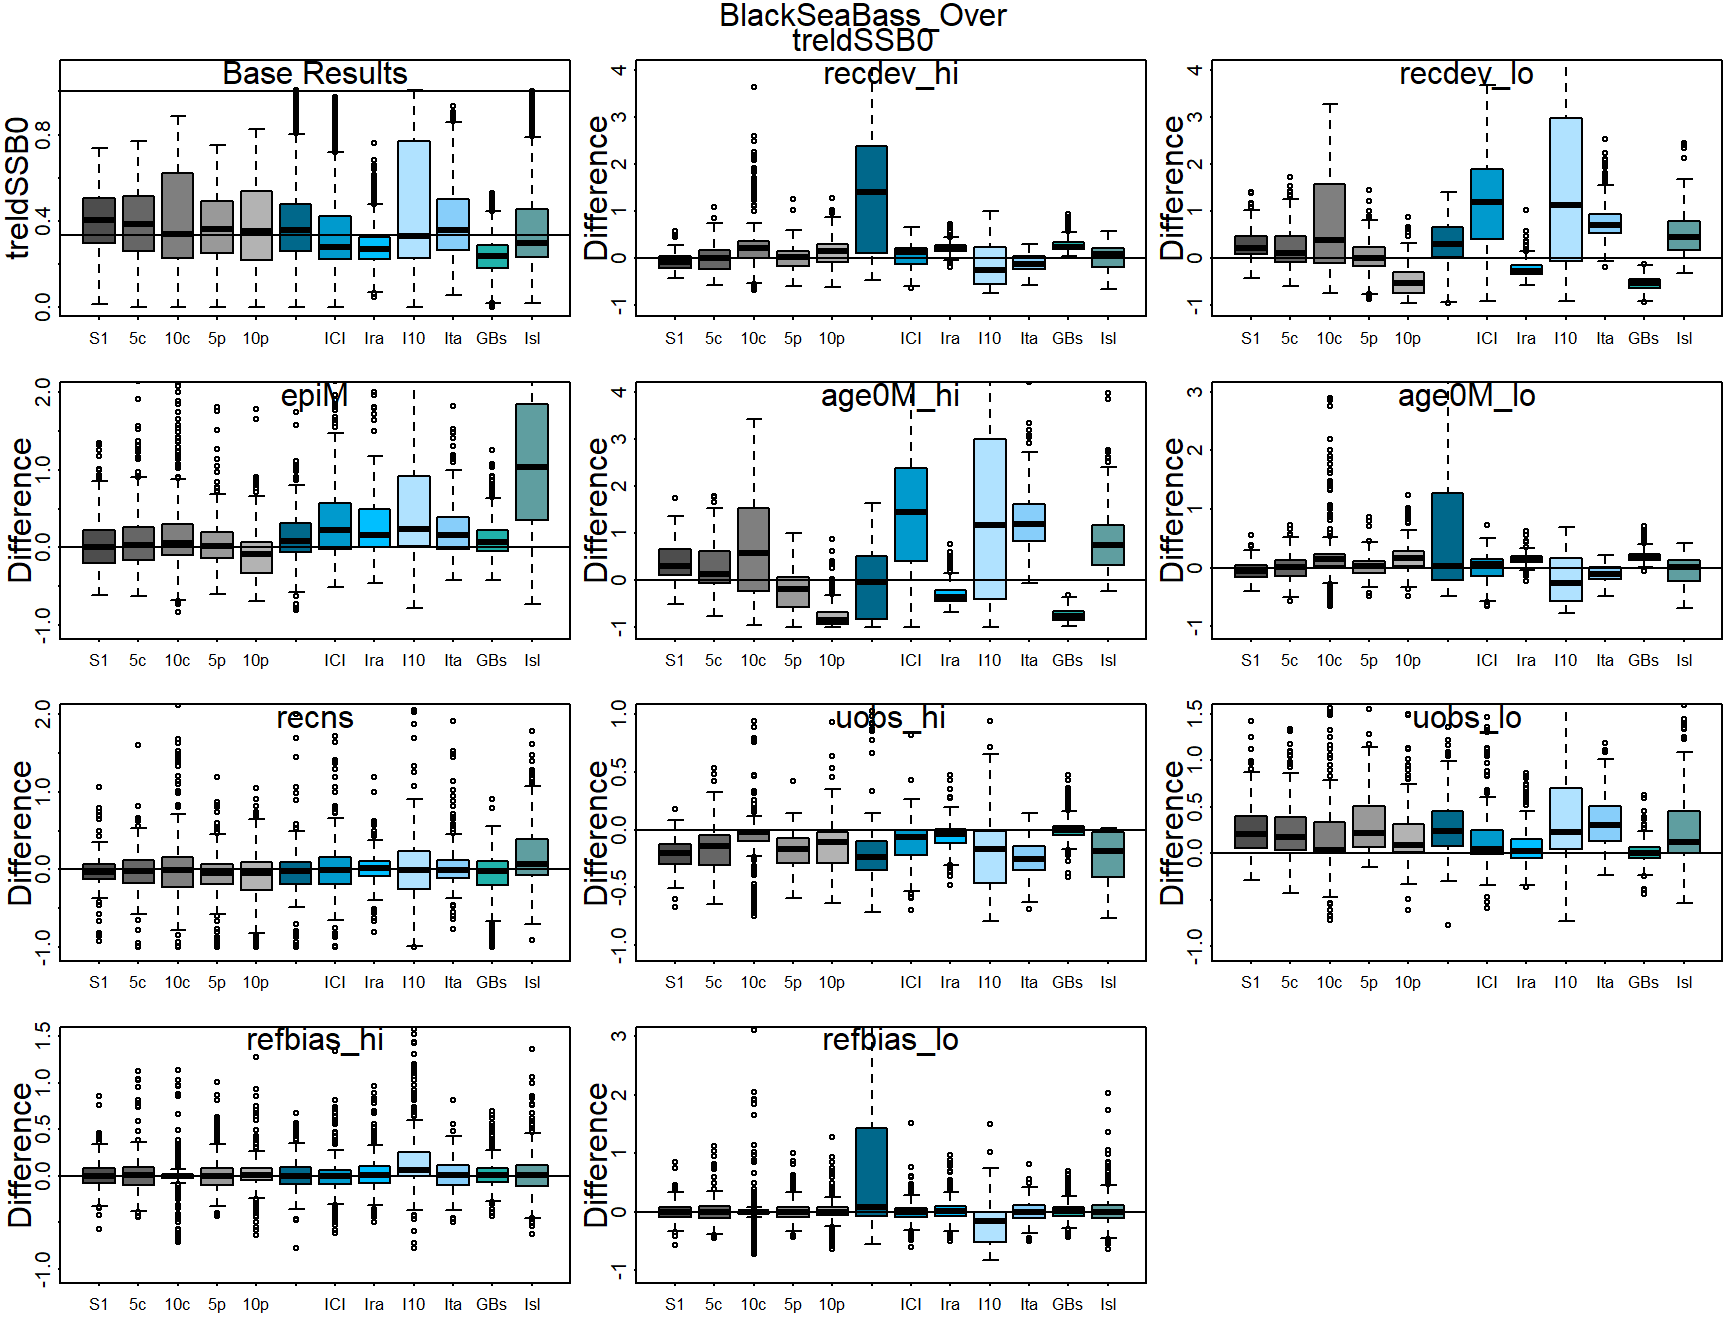 BlackSeaBass_Over
treldSSB0
Base Results
recdev_hi
recdev_lo
treldSSB0
0.0 0.4 0.8
Difference
-1 0 1 2 3 4
Difference
-1 0 1 2 3 4
S1 5c 10c 5p 10p ICI Ira I10 Ita GBs Isl
S1 5c 10c 5p 10p ICI Ira I10 Ita GBs Isl
S1 5c 10c 5p 10p ICI Ira I10 Ita GBs Isl
epiM
age0M_hi
age0M_lo
Difference
-1.0 0.0 1.0 2.0
Difference
-1 0 1 2 3 4
Difference
-1 0 1 2 3
S1 5c 10c 5p 10p ICI Ira I10 Ita GBs Isl
S1 5c 10c 5p 10p ICI Ira I10 Ita GBs Isl
S1 5c 10c 5p 10p ICI Ira I10 Ita GBs Isl
recns
uobs_hi
uobs_lo
Difference
-1.0 0.0 1.0 2.0
Difference
-1.0 -0.5 0.0 0.5 1.0
Difference
-1.0 0.0 0.5 1.0 1.5
S1 5c 10c 5p 10p ICI Ira I10 Ita GBs Isl
S1 5c 10c 5p 10p ICI Ira I10 Ita GBs Isl
S1 5c 10c 5p 10p ICI Ira I10 Ita GBs Isl
refbias_hi
refbias_lo
Difference
-1.0 0.0 0.5 1.0 1.5
Difference
-1 0 1 2 3
S1 5c 10c 5p 10p ICI Ira I10 Ita GBs Isl
S1 5c 10c 5p 10p ICI Ira I10 Ita GBs Isl